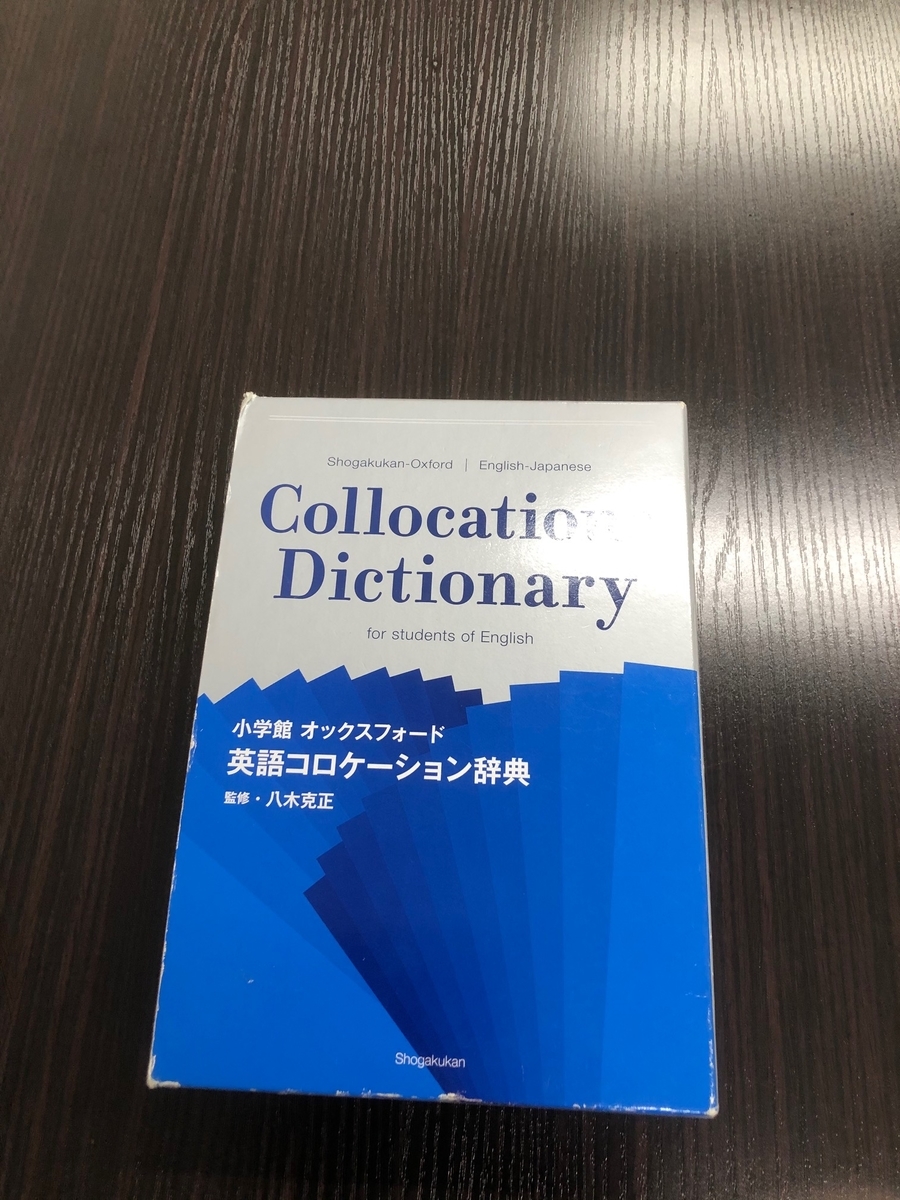 Shogakukan-Oxford | English-Japanese
Collocations
Dictionary
for students of English
小学館 オックスフォード
英語コロケーション辞典
監修・八木克正
Shogakukan